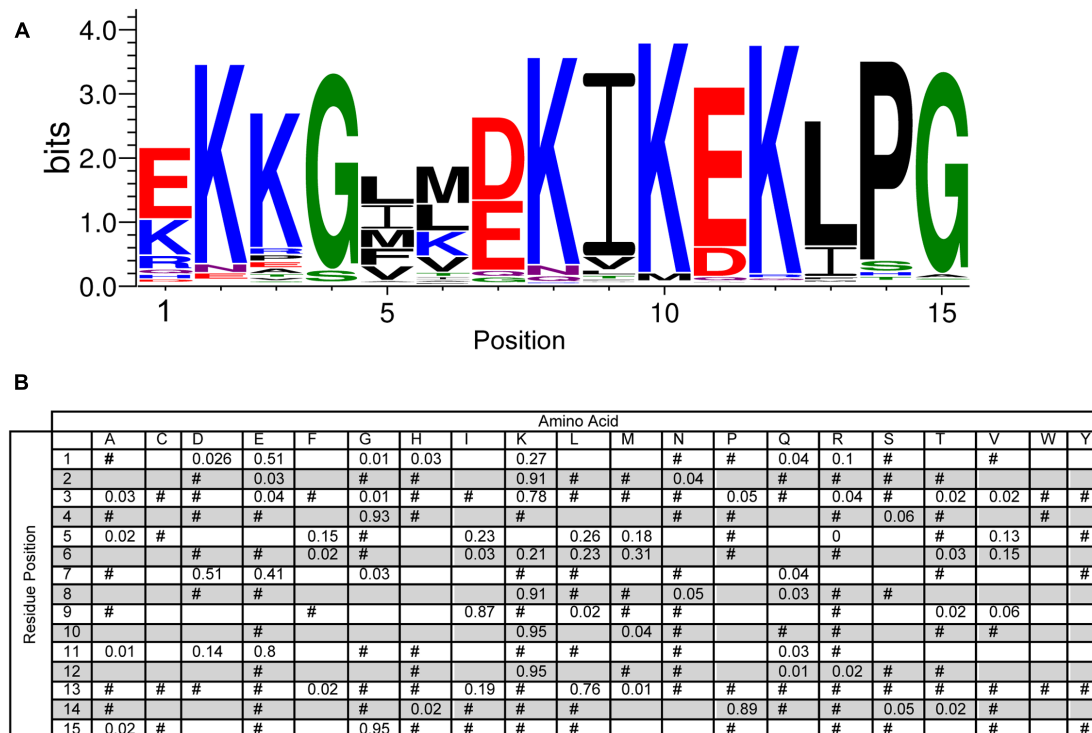 A
4.0
3.0
bits
2.0
1.0
0.0
1 5 10 15
Position
B
Amino Acid
A C D E F G H I K L M N P Q R S T V W Y
Residue Position
1 # 0.026 0.51 0.01 0.03 0.27 # # 0.04 0.1 # #
2 # 0.03 # # 0.91 # # 0.04 # # # #
3 0.03 # # 0.04 # 0.01 # # 0.78 # # # 0.05 # 0.04 # 0.02 0.02 # #
4 # # # 0.93 # # # # # 0.06 # #
5 0.02 # 0.15 # 0.23 0.26 0.18 # 0 # 0.13 #
6 # # 0.02 # 0.03 0.21 0.23 0.31 # # 0.03 0.15
7 # 0.51 0.41 0.03 # # # 0.04 # #
8 # # 0.91 # # 0.05 0.03 # #
9 # # 0.87 # 0.02 # # # 0.02 0.06
10 # 0.95 0.04 # # # # #
11 0.01 0.14 0.8 # # # # # 0.03 #
12 # # 0.95 # # 0.01 0.02 # #
13 # # # # 0.02 # # 0.19 # 0.76 0.01 # # # # # # # # #
14 # # # 0.02 # # # 0.89 # # 0.05 0.02 #
15 0.02 # # 0.95 # # # # # # # #